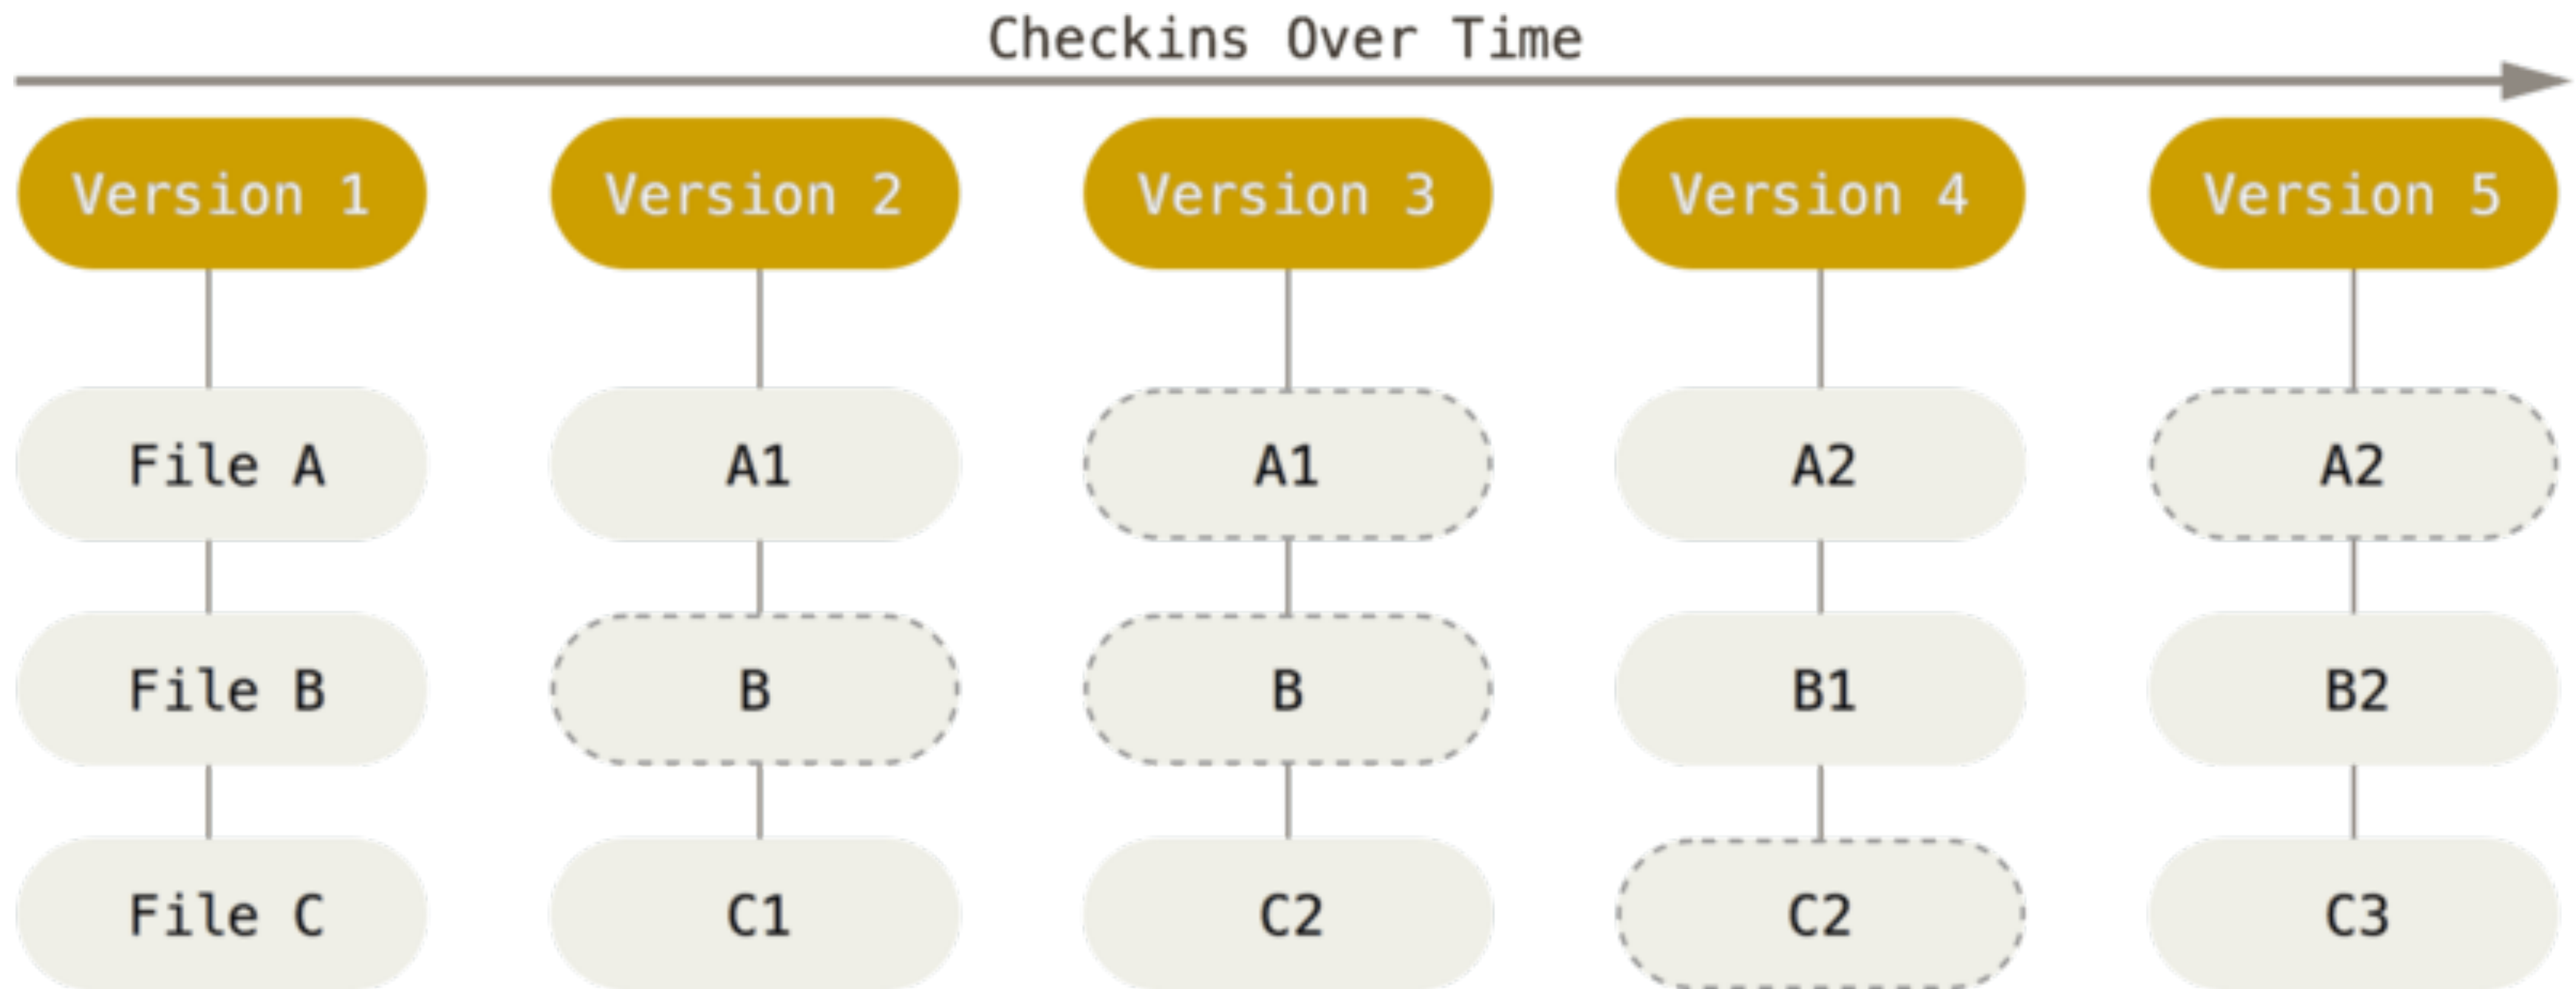 Checkins Over Time
Version 1 Version 2 Version 3 Version 4 Version 5
File A A1 A1 A2 A2
File B B B B1 B2
File C C1 C2 C2 C3